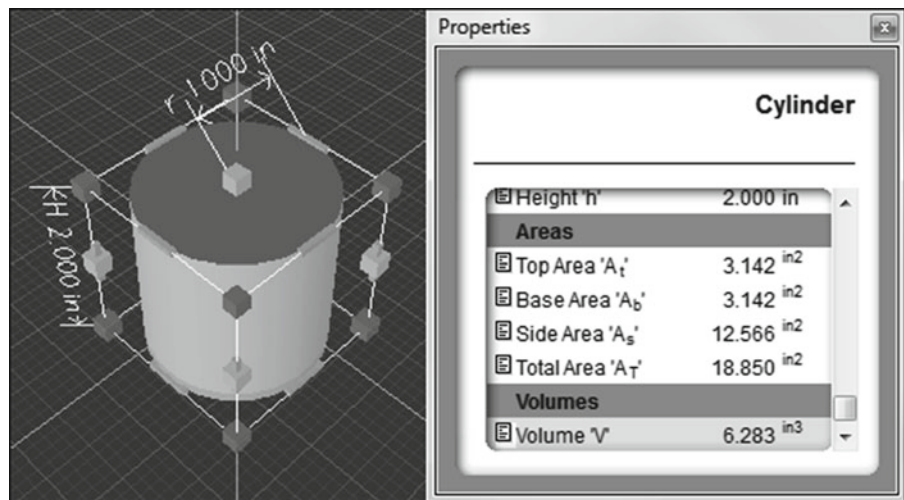 r 1.000 in
H 2.000 in
Properties
x
Cylinder
Height 'h' 2.000 in
Areas
Top Area 'At' 3.142 in2
Base Area 'Ab' 3.142 in2
Side Area 'As' 12.566 in2
Total Area 'AT' 18.850 in2
Volumes
Volume 'V' 6.283 in3